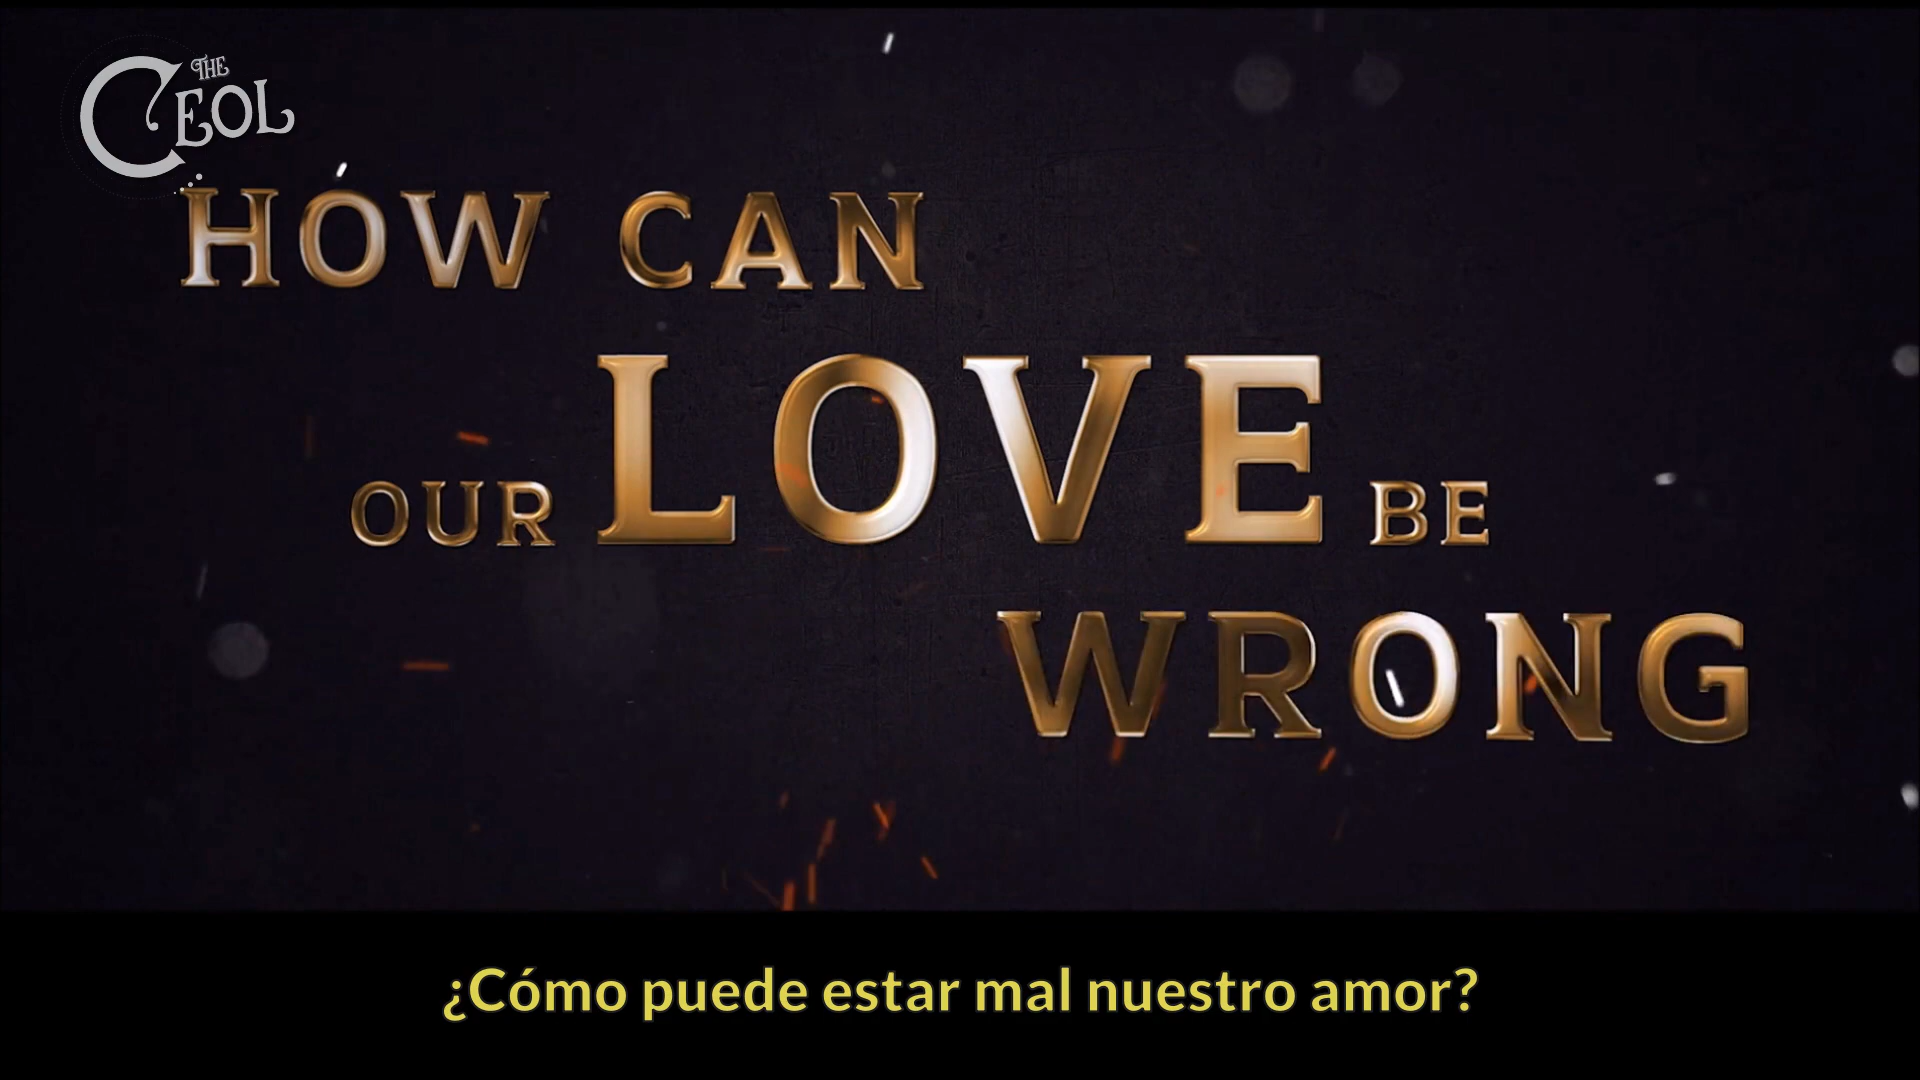 THE
CEOL
HOW CAN
OUR LOVE BE
WRONG
¿Cómo puede estar mal nuestro amor?